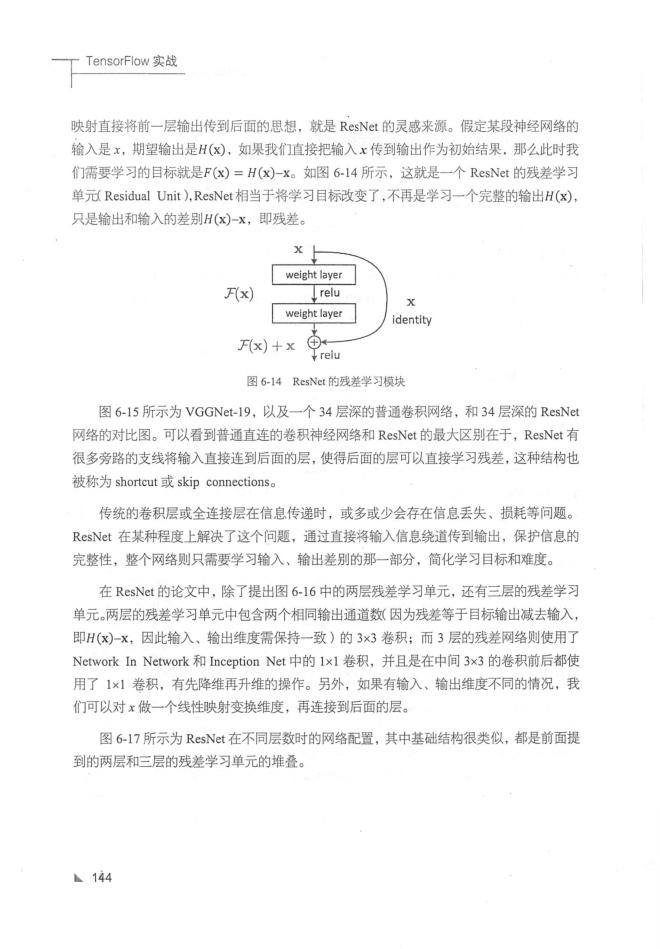 TensorFlow 实战
映射直接将前一层输出传到后面的思想，就是 ResNet 的灵感来源。假定某段神经网络的
输入是 x，期望输出是H(x)，如果我们直接把输入 x 传到输出作为初始结果，那么此时我
们需要学习的目标就是F(x) = H(x)−x。如图 6-14 所示，这就是一个 ResNet 的残差学习
单元（Residual Unit），ResNet 相当于将学习目标改变了，不再是学习一个完整的输出H(x)，
只是输出和输入的差别H(x)−x，即残差。
x
weight layer
F(x)
relu
x
weight layer
identity
F(x) + x
relu
图 6-14 ResNet 的残差学习模块
图 6-15 所示为 VGGNet-19，以及一个 34 层深的普通卷积网络，和 34 层深的 ResNet
网络的对比图。可以看到普通直连的卷积神经网络和 ResNet 的最大区别在于，ResNet 有
很多旁路的支线将输入直接连到后面的层，使得后面的层可以直接学习残差，这种结构也
被称为 shortcut 或 skip connections。
传统的卷积层或全连接层在信息传递时，或多或少会存在信息丢失、损耗等问题。
ResNet 在某种程度上解决了这个问题，通过直接将输入信息绕道传到输出，保护信息的
完整性，整个网络则只需要学习输入、输出差别的那一部分，简化学习目标和难度。
在 ResNet 的论文中，除了提出图 6-16 中的两层残差学习单元，还有三层的残差学习
单元。两层的残差学习单元中包含两个相同输出通道数（因为残差等于目标输出减去输入，
即H(x)−x，因此输入、输出维度需保持一致）的 3×3 卷积；而 3 层的残差网络则使用了
Network In Network 和 Inception Net 中的 1×1 卷积，并且是在中间 3×3 的卷积前后都使
用了 1×1 卷积，有先降维再升维的操作。另外，如果有输入、输出维度不同的情况，我
们可以对 x 做一个线性映射变换维度，再连接到后面的层。
图 6-17 所示为 ResNet 在不同层数时的网络配置，其中基础结构很类似，都是前面提
到的两层和三层的残差学习单元的堆叠。
144